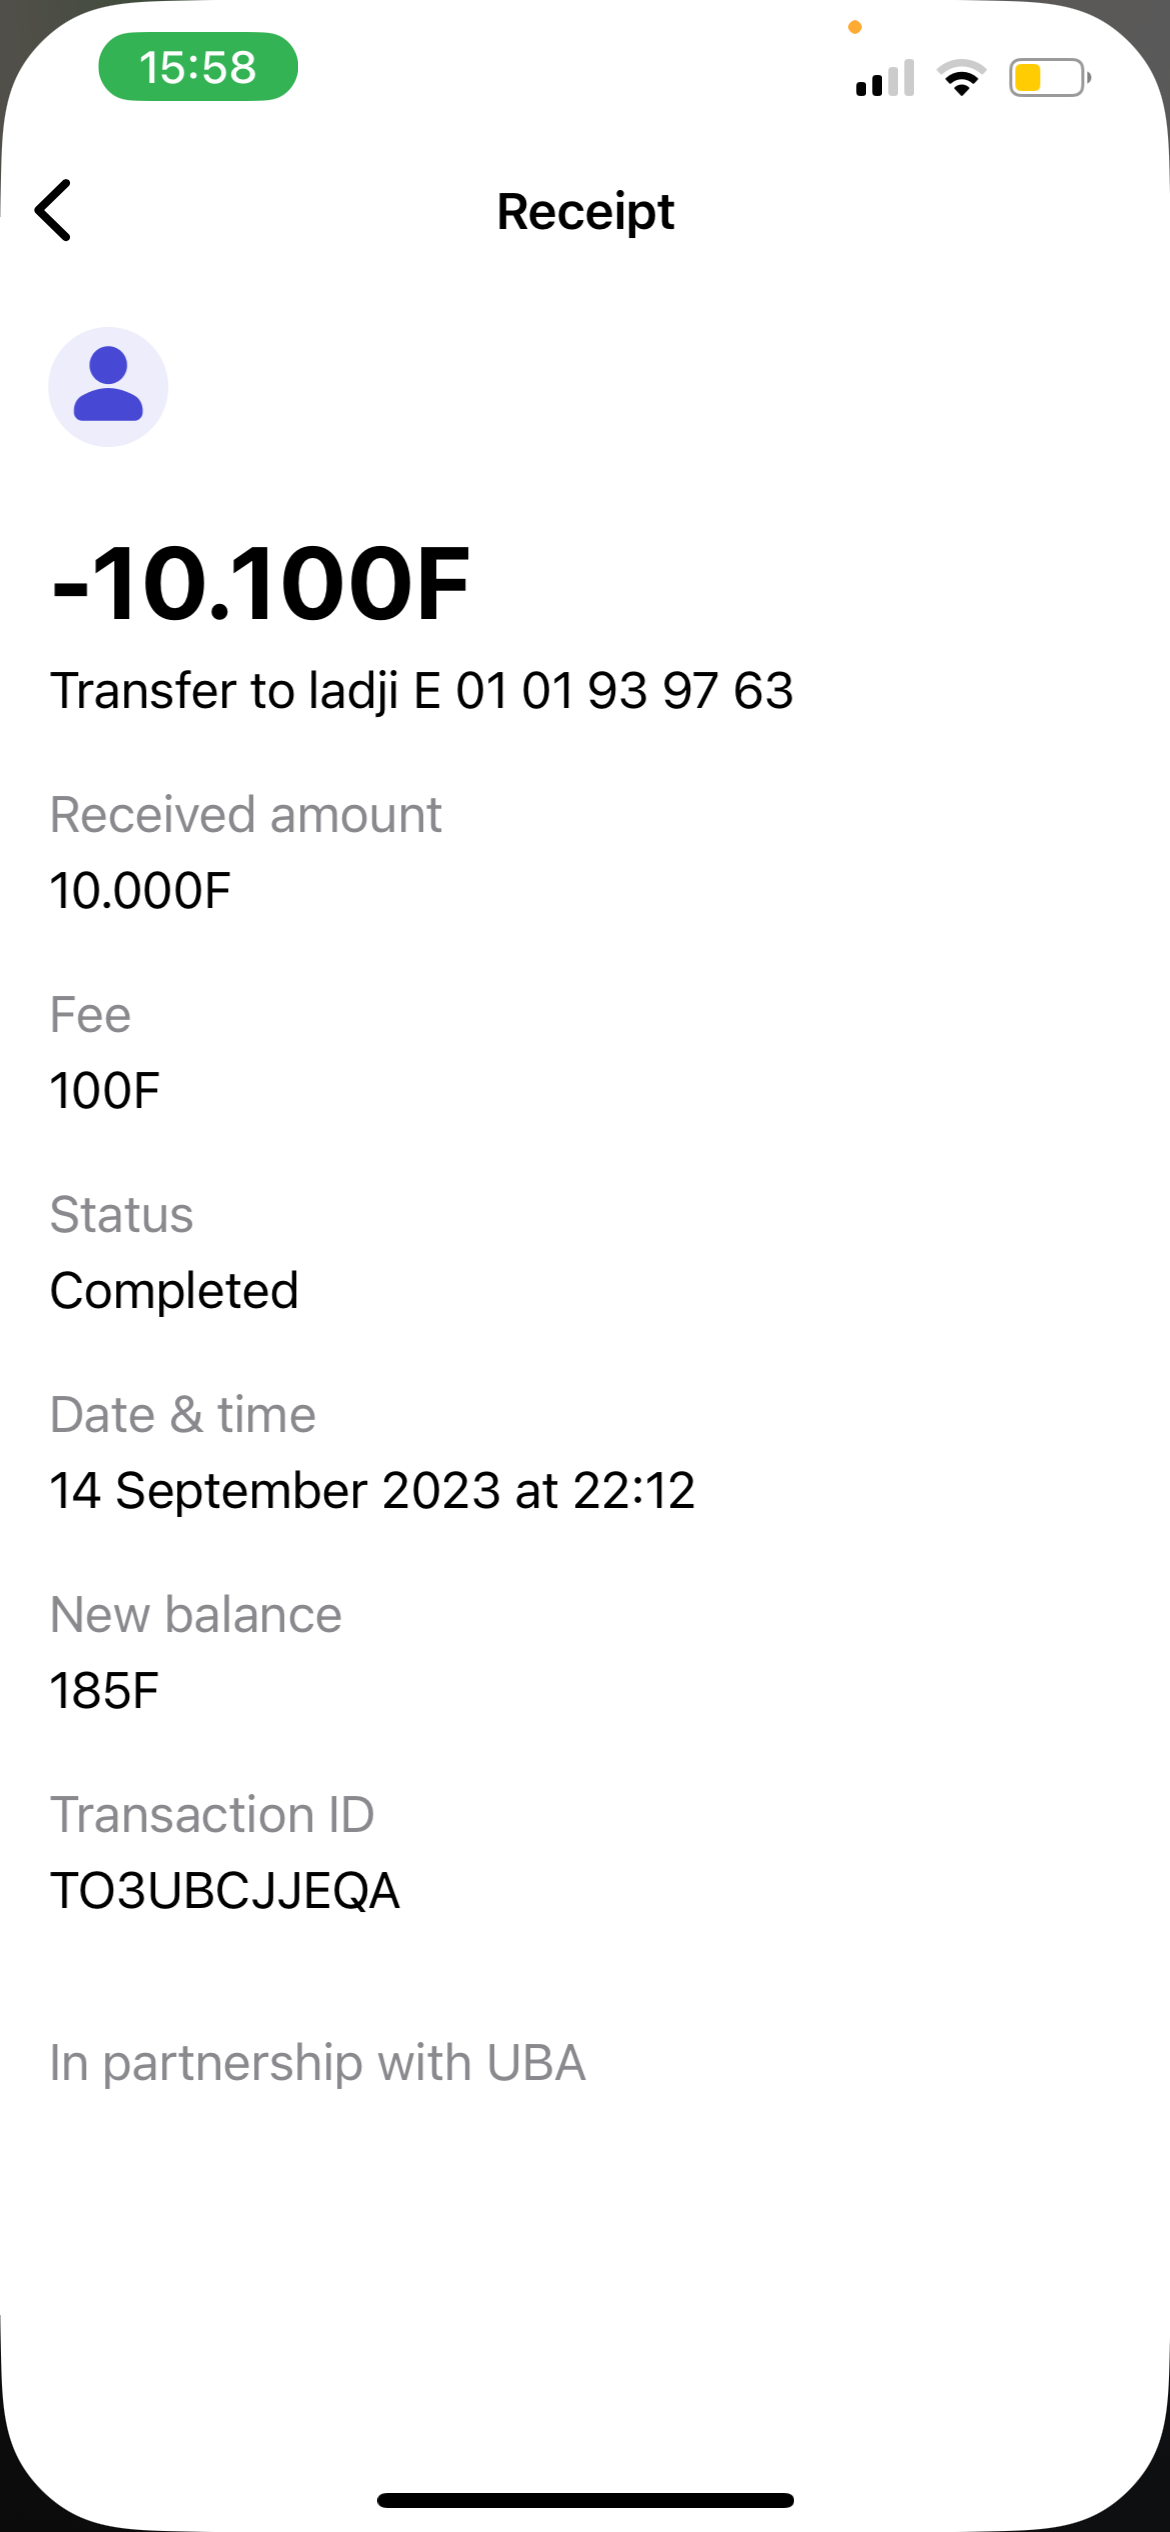 15:58
Receipt
-10.100F
Transfer to ladji E 01 01 93 97 63
Received amount
10.000F
Fee
100F
Status
Completed
Date & time
14 September 2023 at 22:12
New balance
185F
Transaction ID
TO3UBCJJEQA
In partnership with UBA